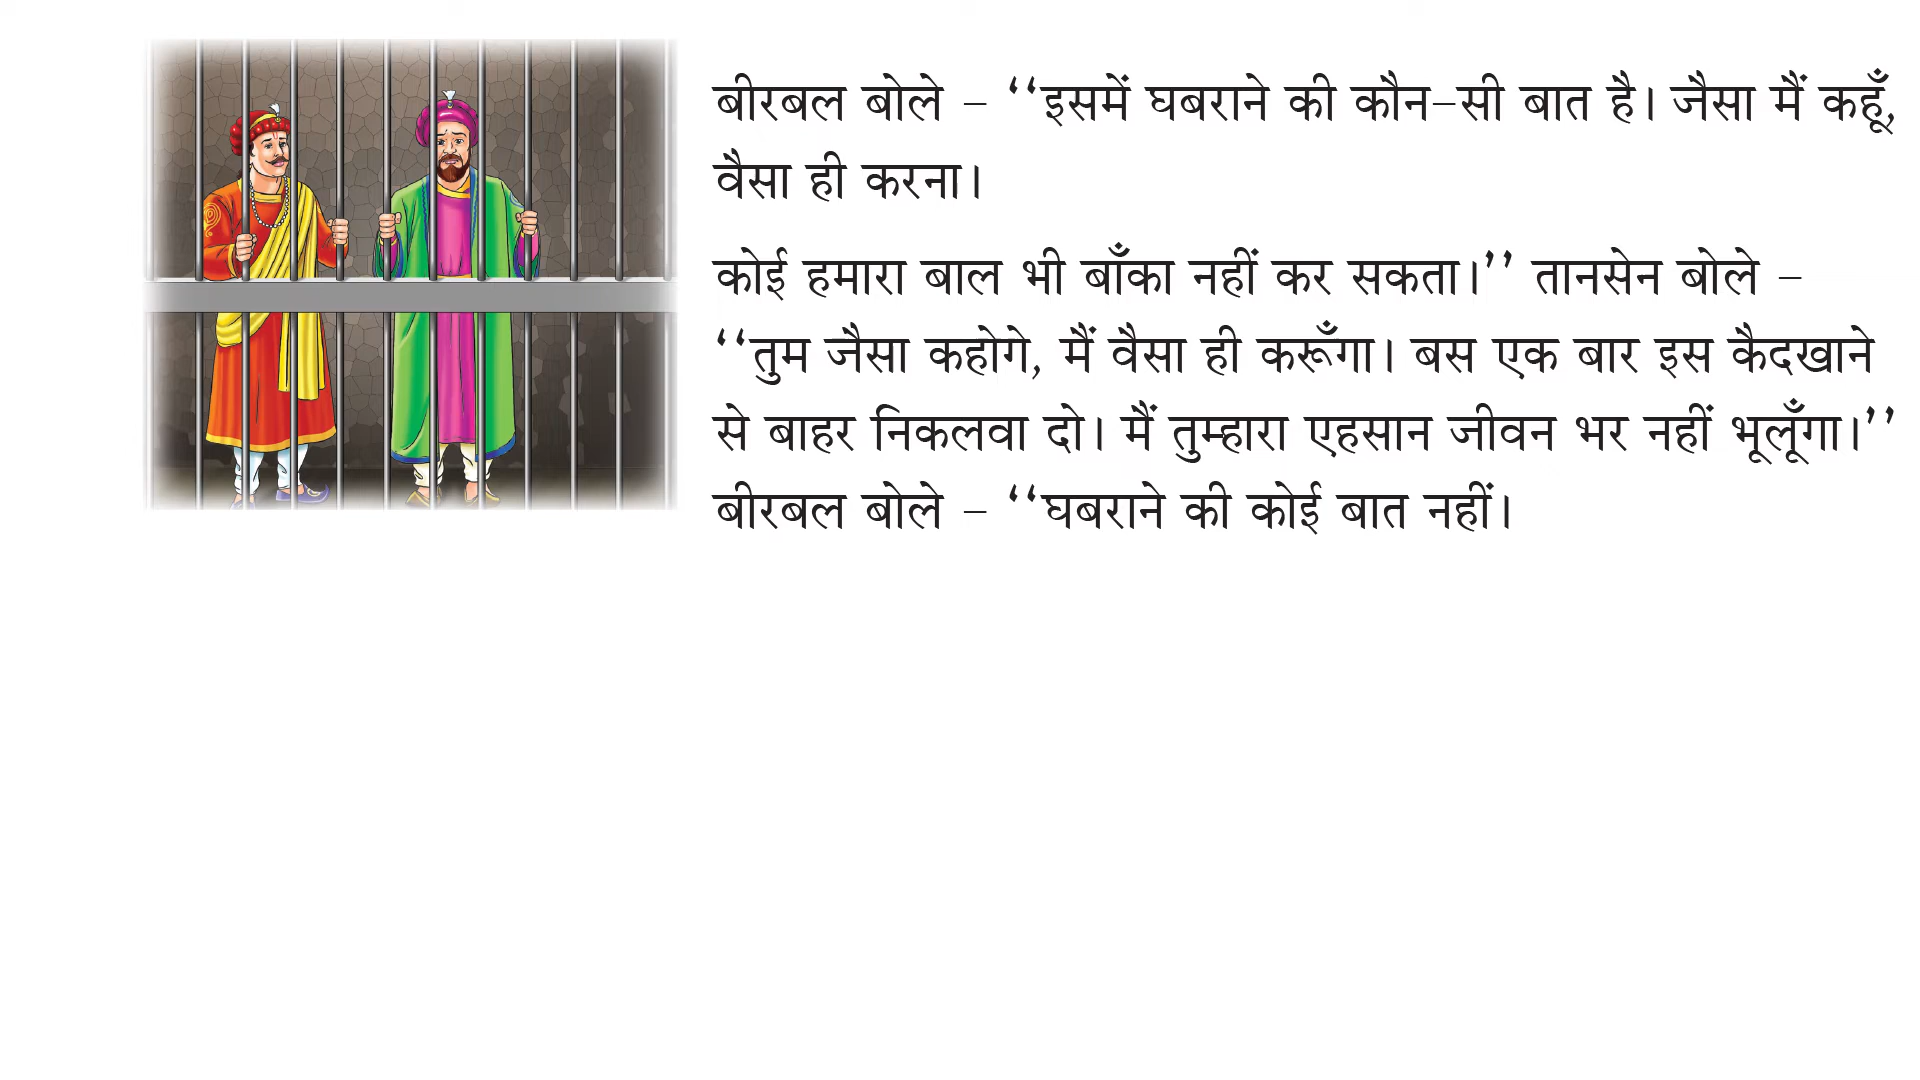 बीरबल बोले – ‘‘इसमें घबराने की कौन–सी बात है। जैसा मैं कहूँ,
वैसा ही करना।
कोई हमारा बाल भी बाँका नहीं कर सकता।’’ तानसेन बोले –
‘‘तुम जैसा कहोगे, मैं वैसा ही करूँगा। बस एक बार इस कैदखाने
से बाहर निकलवा दो। मैं तुम्हारा एहसान जीवन भर नहीं भूलूँगा।’’
बीरबल बोले – ‘‘घबराने की कोई बात नहीं।